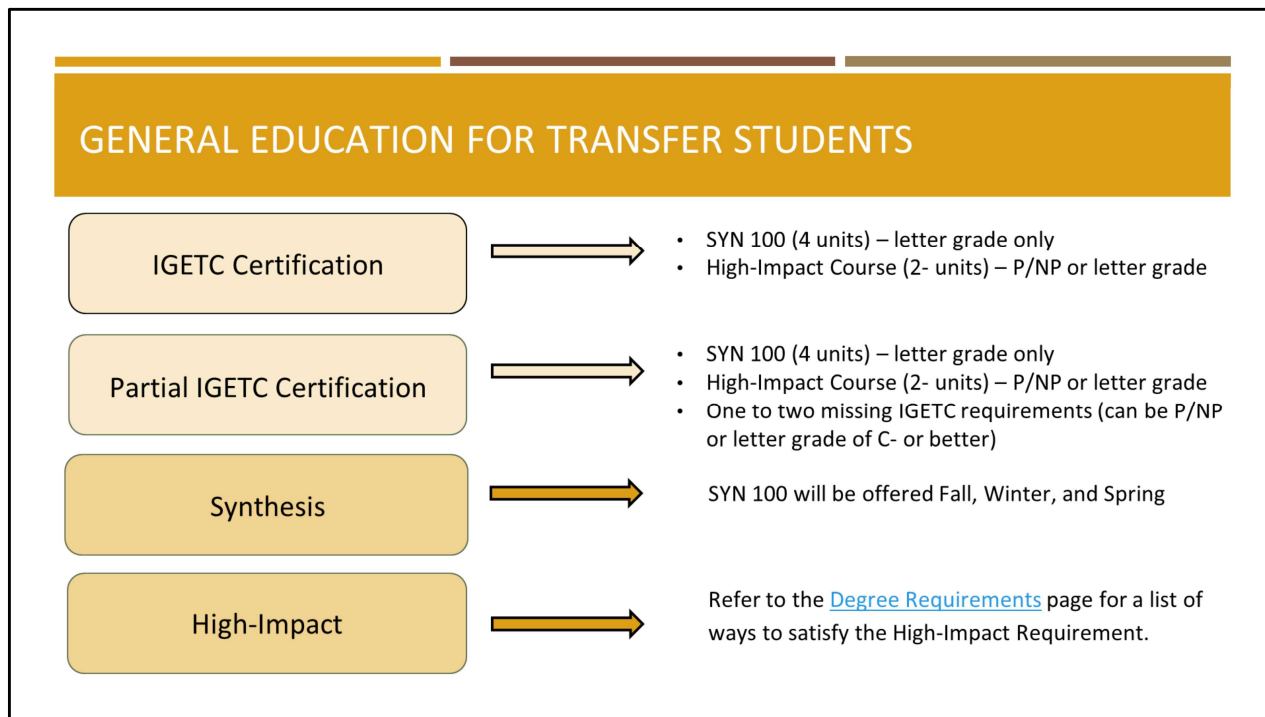 GENERAL EDUCATION FOR TRANSFER STUDENTS
IGETC Certification
• SYN 100 (4 units) – letter grade only
• High-Impact Course (2- units) – P/NP or letter grade
Partial IGETC Certification
• SYN 100 (4 units) – letter grade only
• High-Impact Course (2- units) – P/NP or letter grade
• One to two missing IGETC requirements (can be P/NP
or letter grade of C- or better)
Synthesis
SYN 100 will be offered Fall, Winter, and Spring
High-Impact
Refer to the Degree Requirements page for a list of
ways to satisfy the High-Impact Requirement.